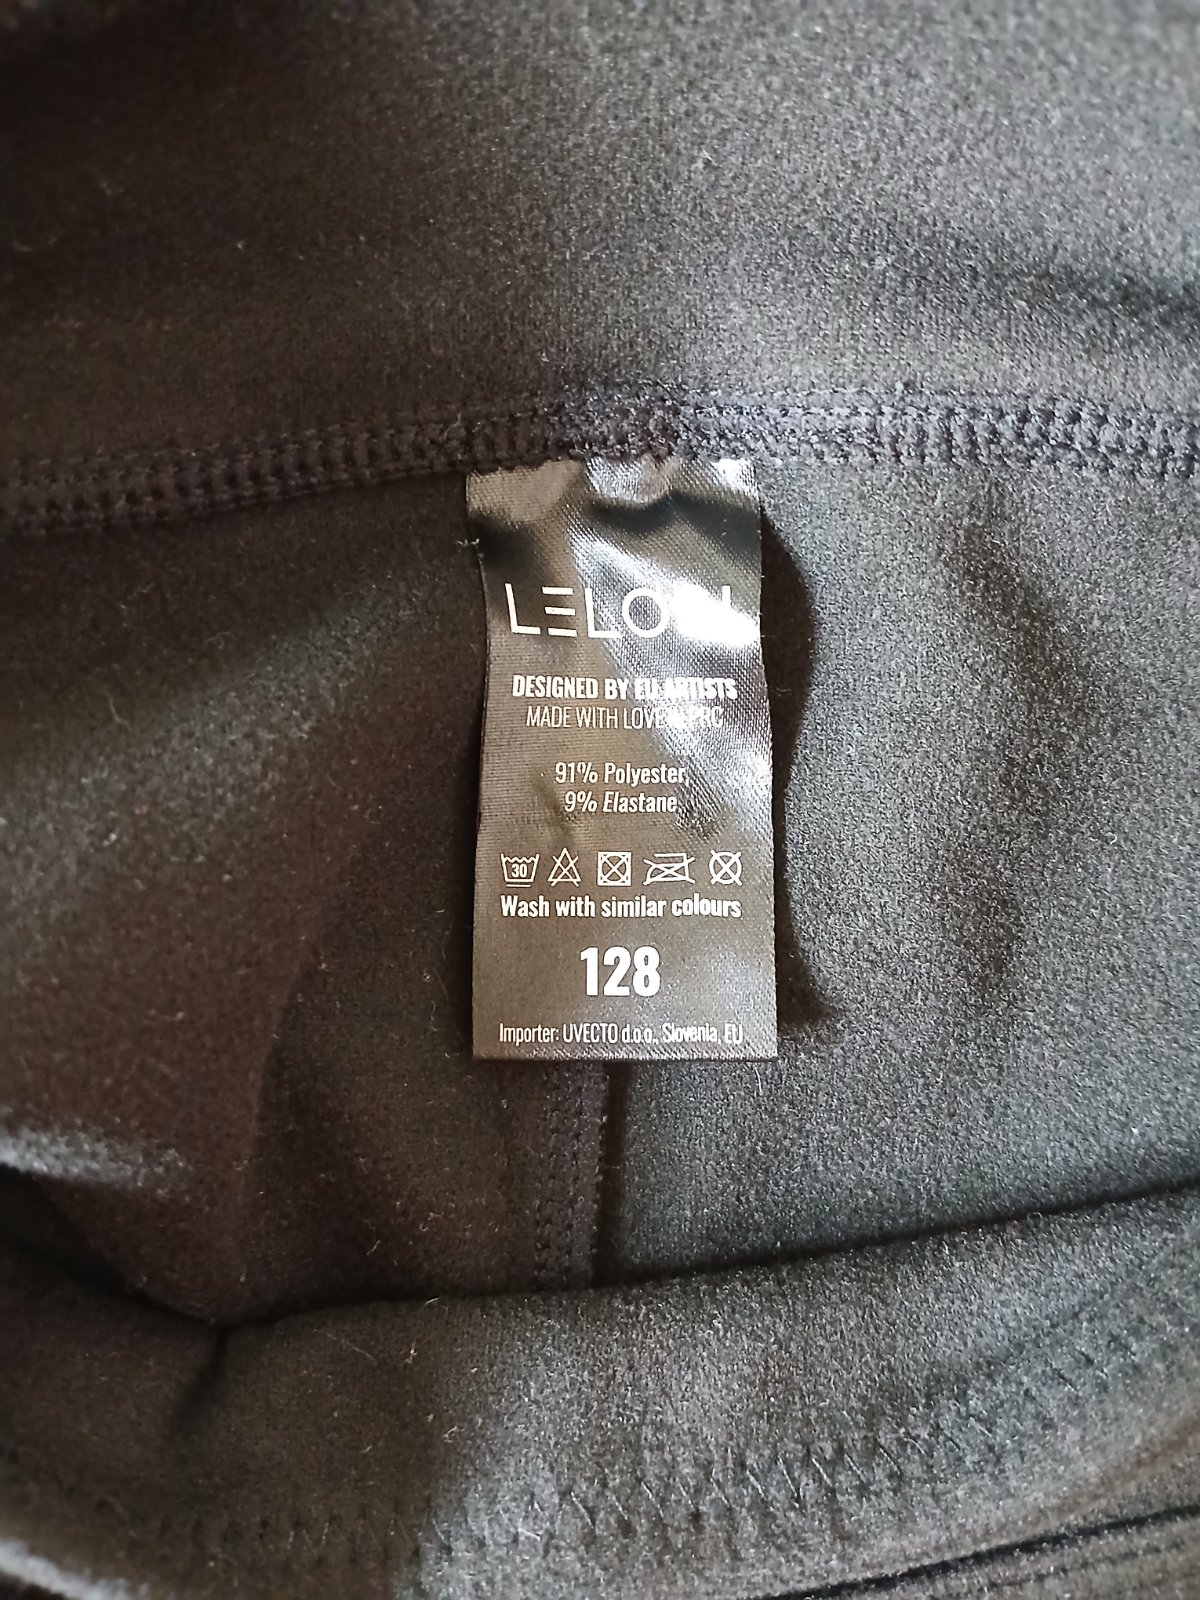 DESIGNED BY EU ARTISTS
MADE WITH LOVE PRC
91% Polyester,
9% Elastane
30
Wash with similar colours
128
Importer: UVECTO d.o.o., Slovenia, EU